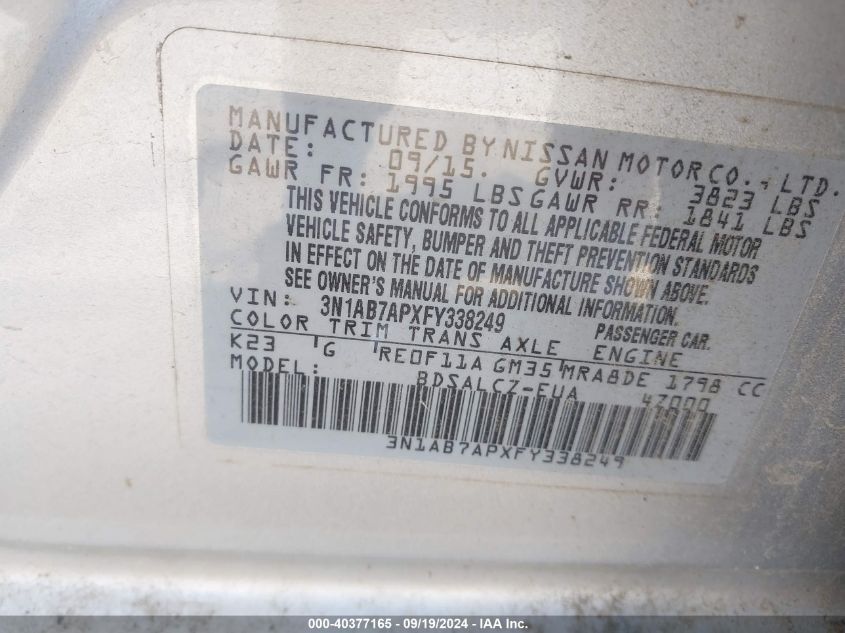 MANUFACTURED BY NISSAN MOTOR CO., LTD.
DATE: 09/15. GVWR: 3823 LBS
GAWR FR: 1995 LBS GAWR RR: 1841 LBS
THIS VEHICLE CONFORMS TO ALL APPLICABLE FEDERAL MOTOR
VEHICLE SAFETY, BUMPER AND THEFT PREVENTION STANDARDS
IN EFFECT ON THE DATE OF MANUFACTURE SHOWN ABOVE.
SEE OWNER'S MANUAL FOR ADDITIONAL INFORMATION.
VIN: 3N1AB7APXFY338249 PASSENGER CAR.
COLOR TRIM TRANS AXLE ENGINE
K23 G RE0F11A GM35 MRA8DE 1798 CC
MODEL: BDSALCZ-EUA 4Z000
3N1AB7APXFY338249
000-40377165 - 09/19/2024 - IAA Inc.